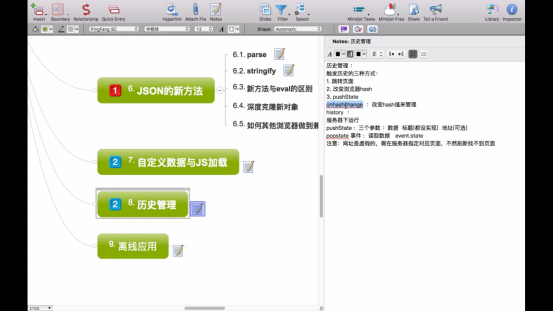 Insert
Boundary
Relationship
Quick Entry
Hyperlink
Attach File
Notes
Slides
Filter
Select
Mindjet Tasks
Mindjet Files
Share
Tell a Friend
Library
Inspector
PingFang SC
中粗体
13
Shape:
Automatic
Notes: 历史管理
历史管理：
触发历史的三种方式：
1. 跳转页面
2. 改变浏览器hash
3. pushState
onhashchange ： 改变hash值来管理
history ：
服务器下运行
pushState： 三个参数 ：数据 标题(都没实现) 地址(可选)
popstate 事件 ：读取数据 event.state
注意：网址是虚假的，需在服务器指定对应页面，不然刷新找不到页面
1 6. JSON的新方法
6.1. parse
6.2. stringify
6.3. 新方法与eval的区别
6.4. 深度克隆新对象
6.5. 如何其他浏览器做到兼
2 7. 自定义数据与JS加载
2 8. 历史管理
9. 离线应用